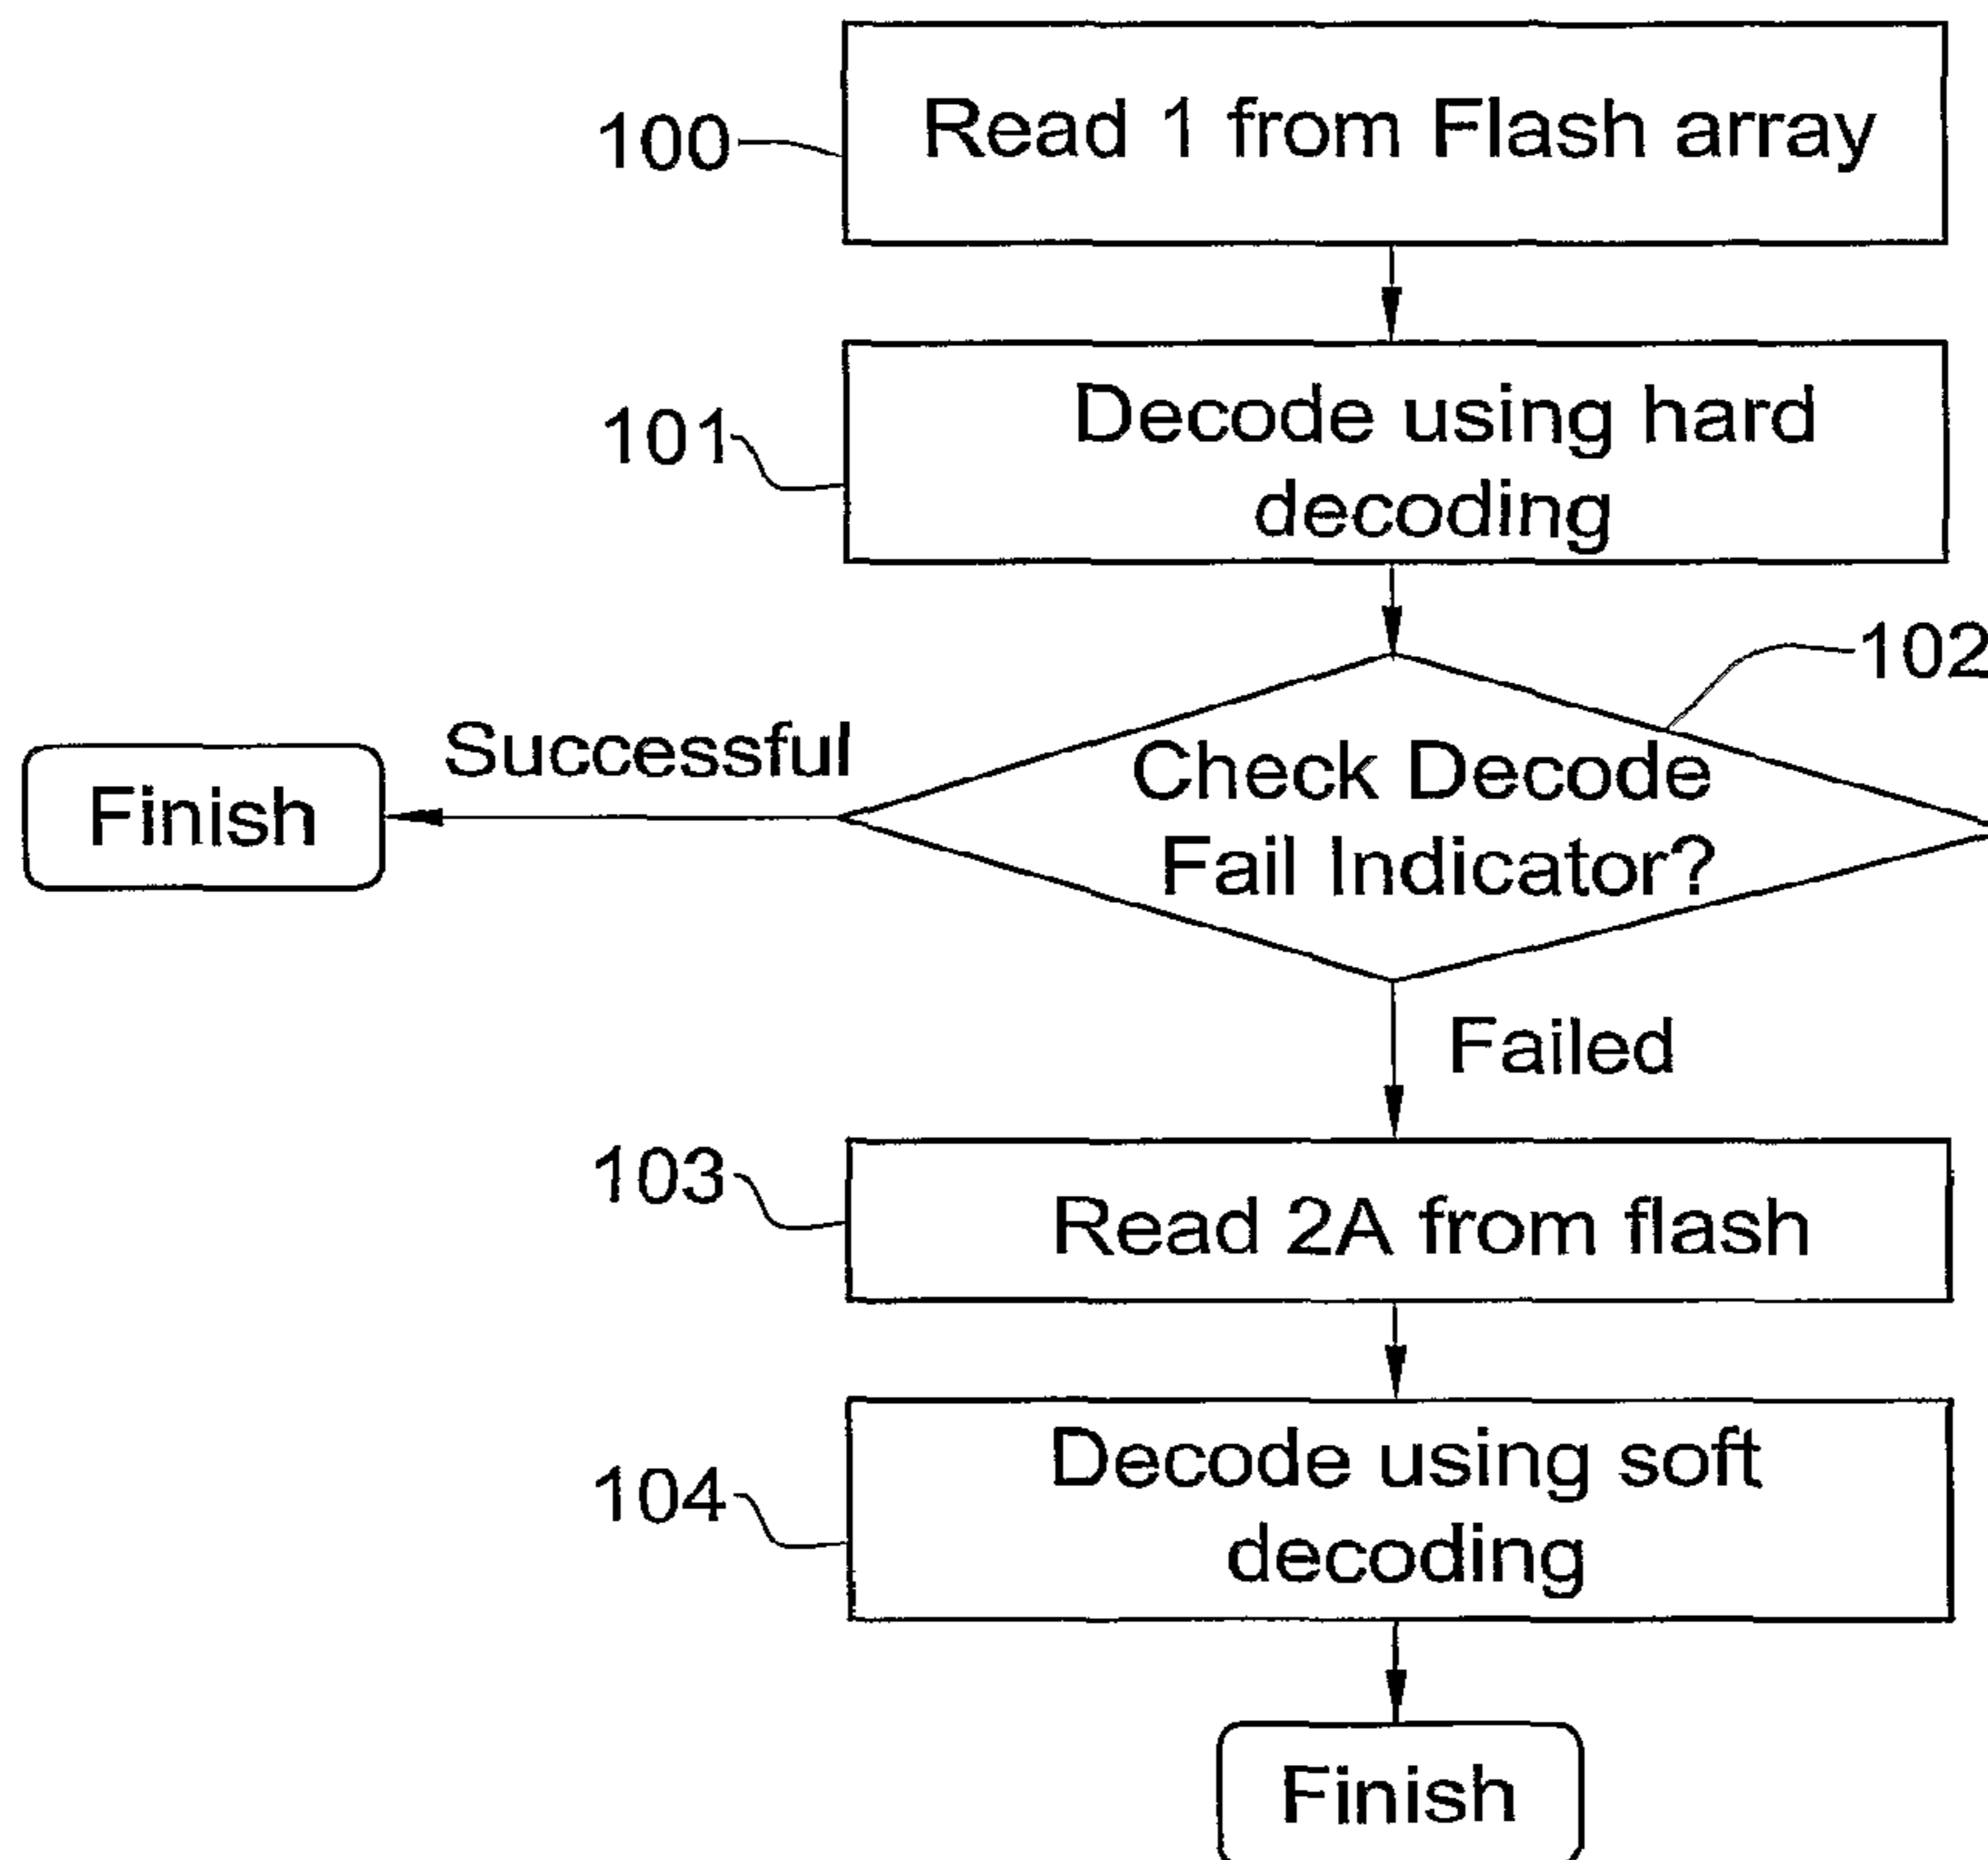 100
Read 1 from Flash array
101
Decode using hard
decoding
102
Successful
Finish
Check Decode
Fail Indicator?
Failed
103
Read 2A from flash
104
Decode using soft
decoding
Finish